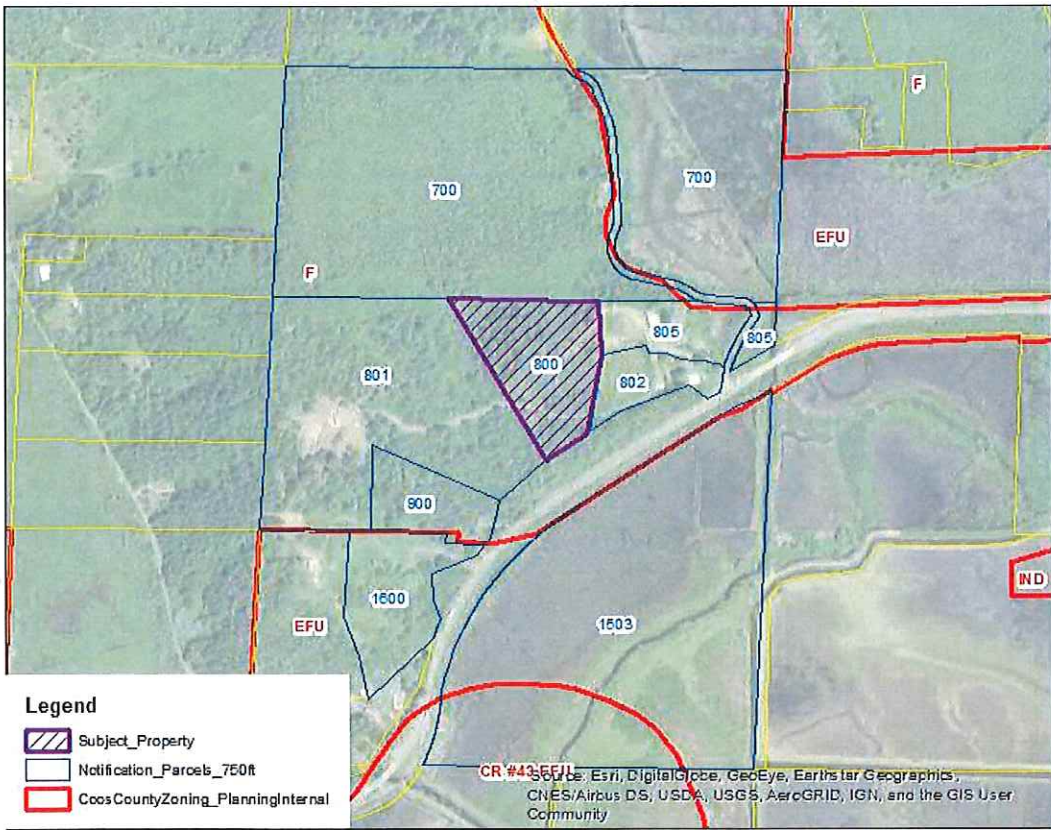 F
700
700
EFU
F
805
805
800
802
801
900
1600
EFU
1503
IND
CR #43 EFU
Legend
Subject_Property
Notification_Parcels_750ft
CoosCountyZoning_PlanningInternal
Source: Esri, DigitalGlobe, GeoEye, Earthstar Geographics,
CNES/Airbus DS, USDA, USGS, AeroGRID, IGN, and the GIS User
Community